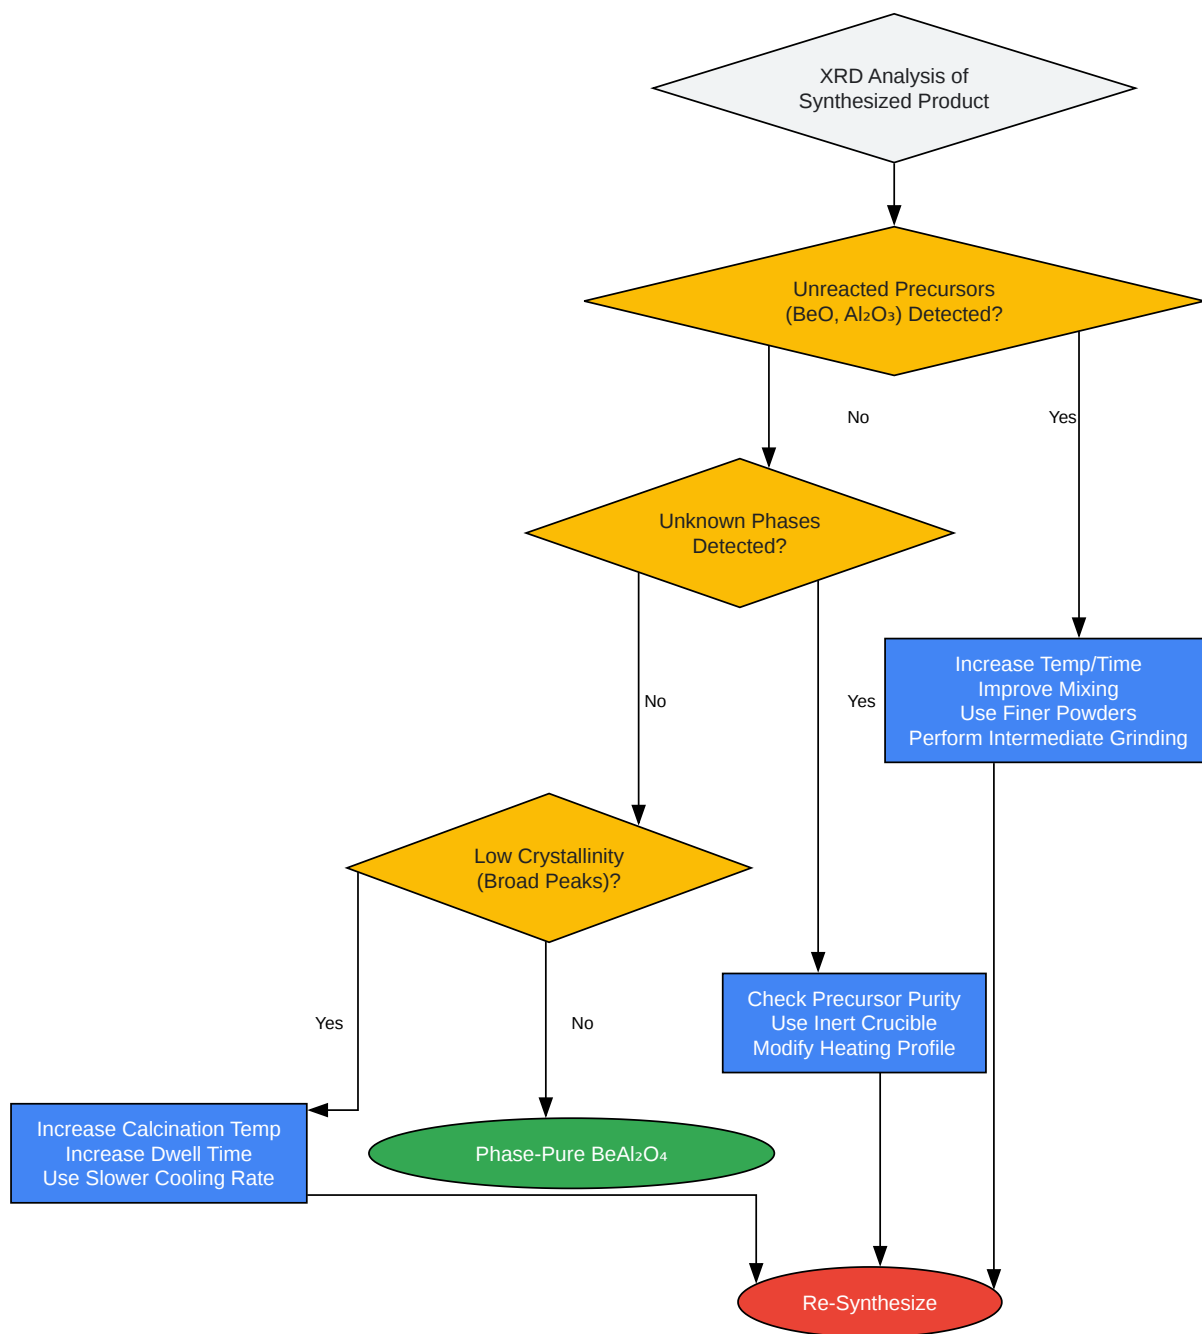 XRD Analysis of
Synthesized Product
Unreacted Precursors
(BeO, Al₂O₃) Detected?
No
Yes
Unknown Phases
Detected?
No
Yes
Increase Temp/Time
Improve Mixing
Use Finer Powders
Perform Intermediate Grinding
Low Crystallinity
(Broad Peaks)?
Yes
No
Check Precursor Purity
Use Inert Crucible
Modify Heating Profile
Increase Calcination Temp
Increase Dwell Time
Use Slower Cooling Rate
Phase-Pure BeAl₂O₄
Re-Synthesize